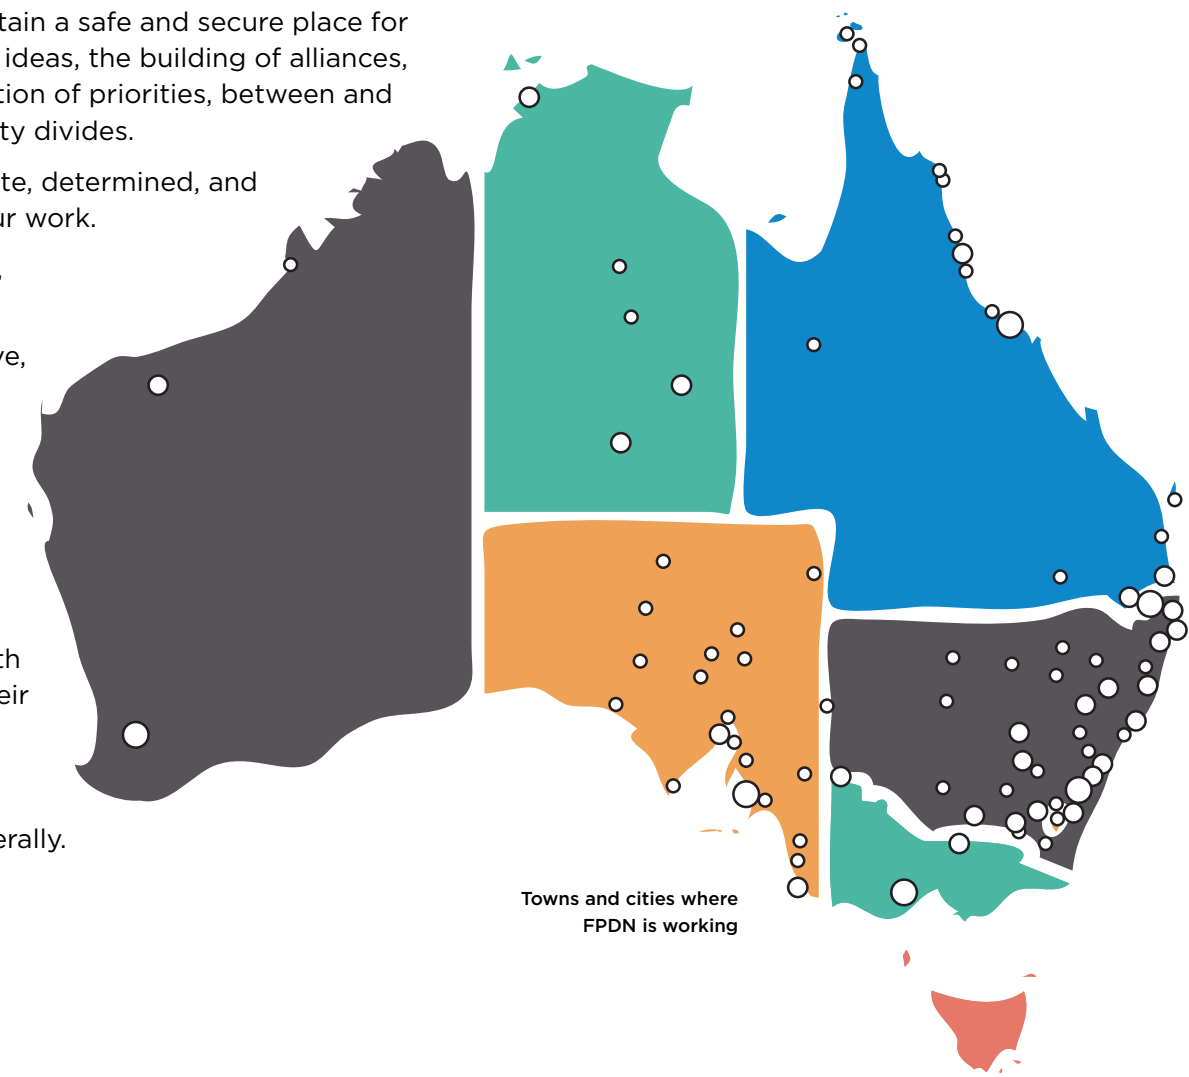 tain a safe and secure place for
ideas, the building of alliances,
tion of priorities, between and
ty divides.
te, determined, and
ur work.
ve,
th
eir
erally.
Towns and cities where
FPDN is working